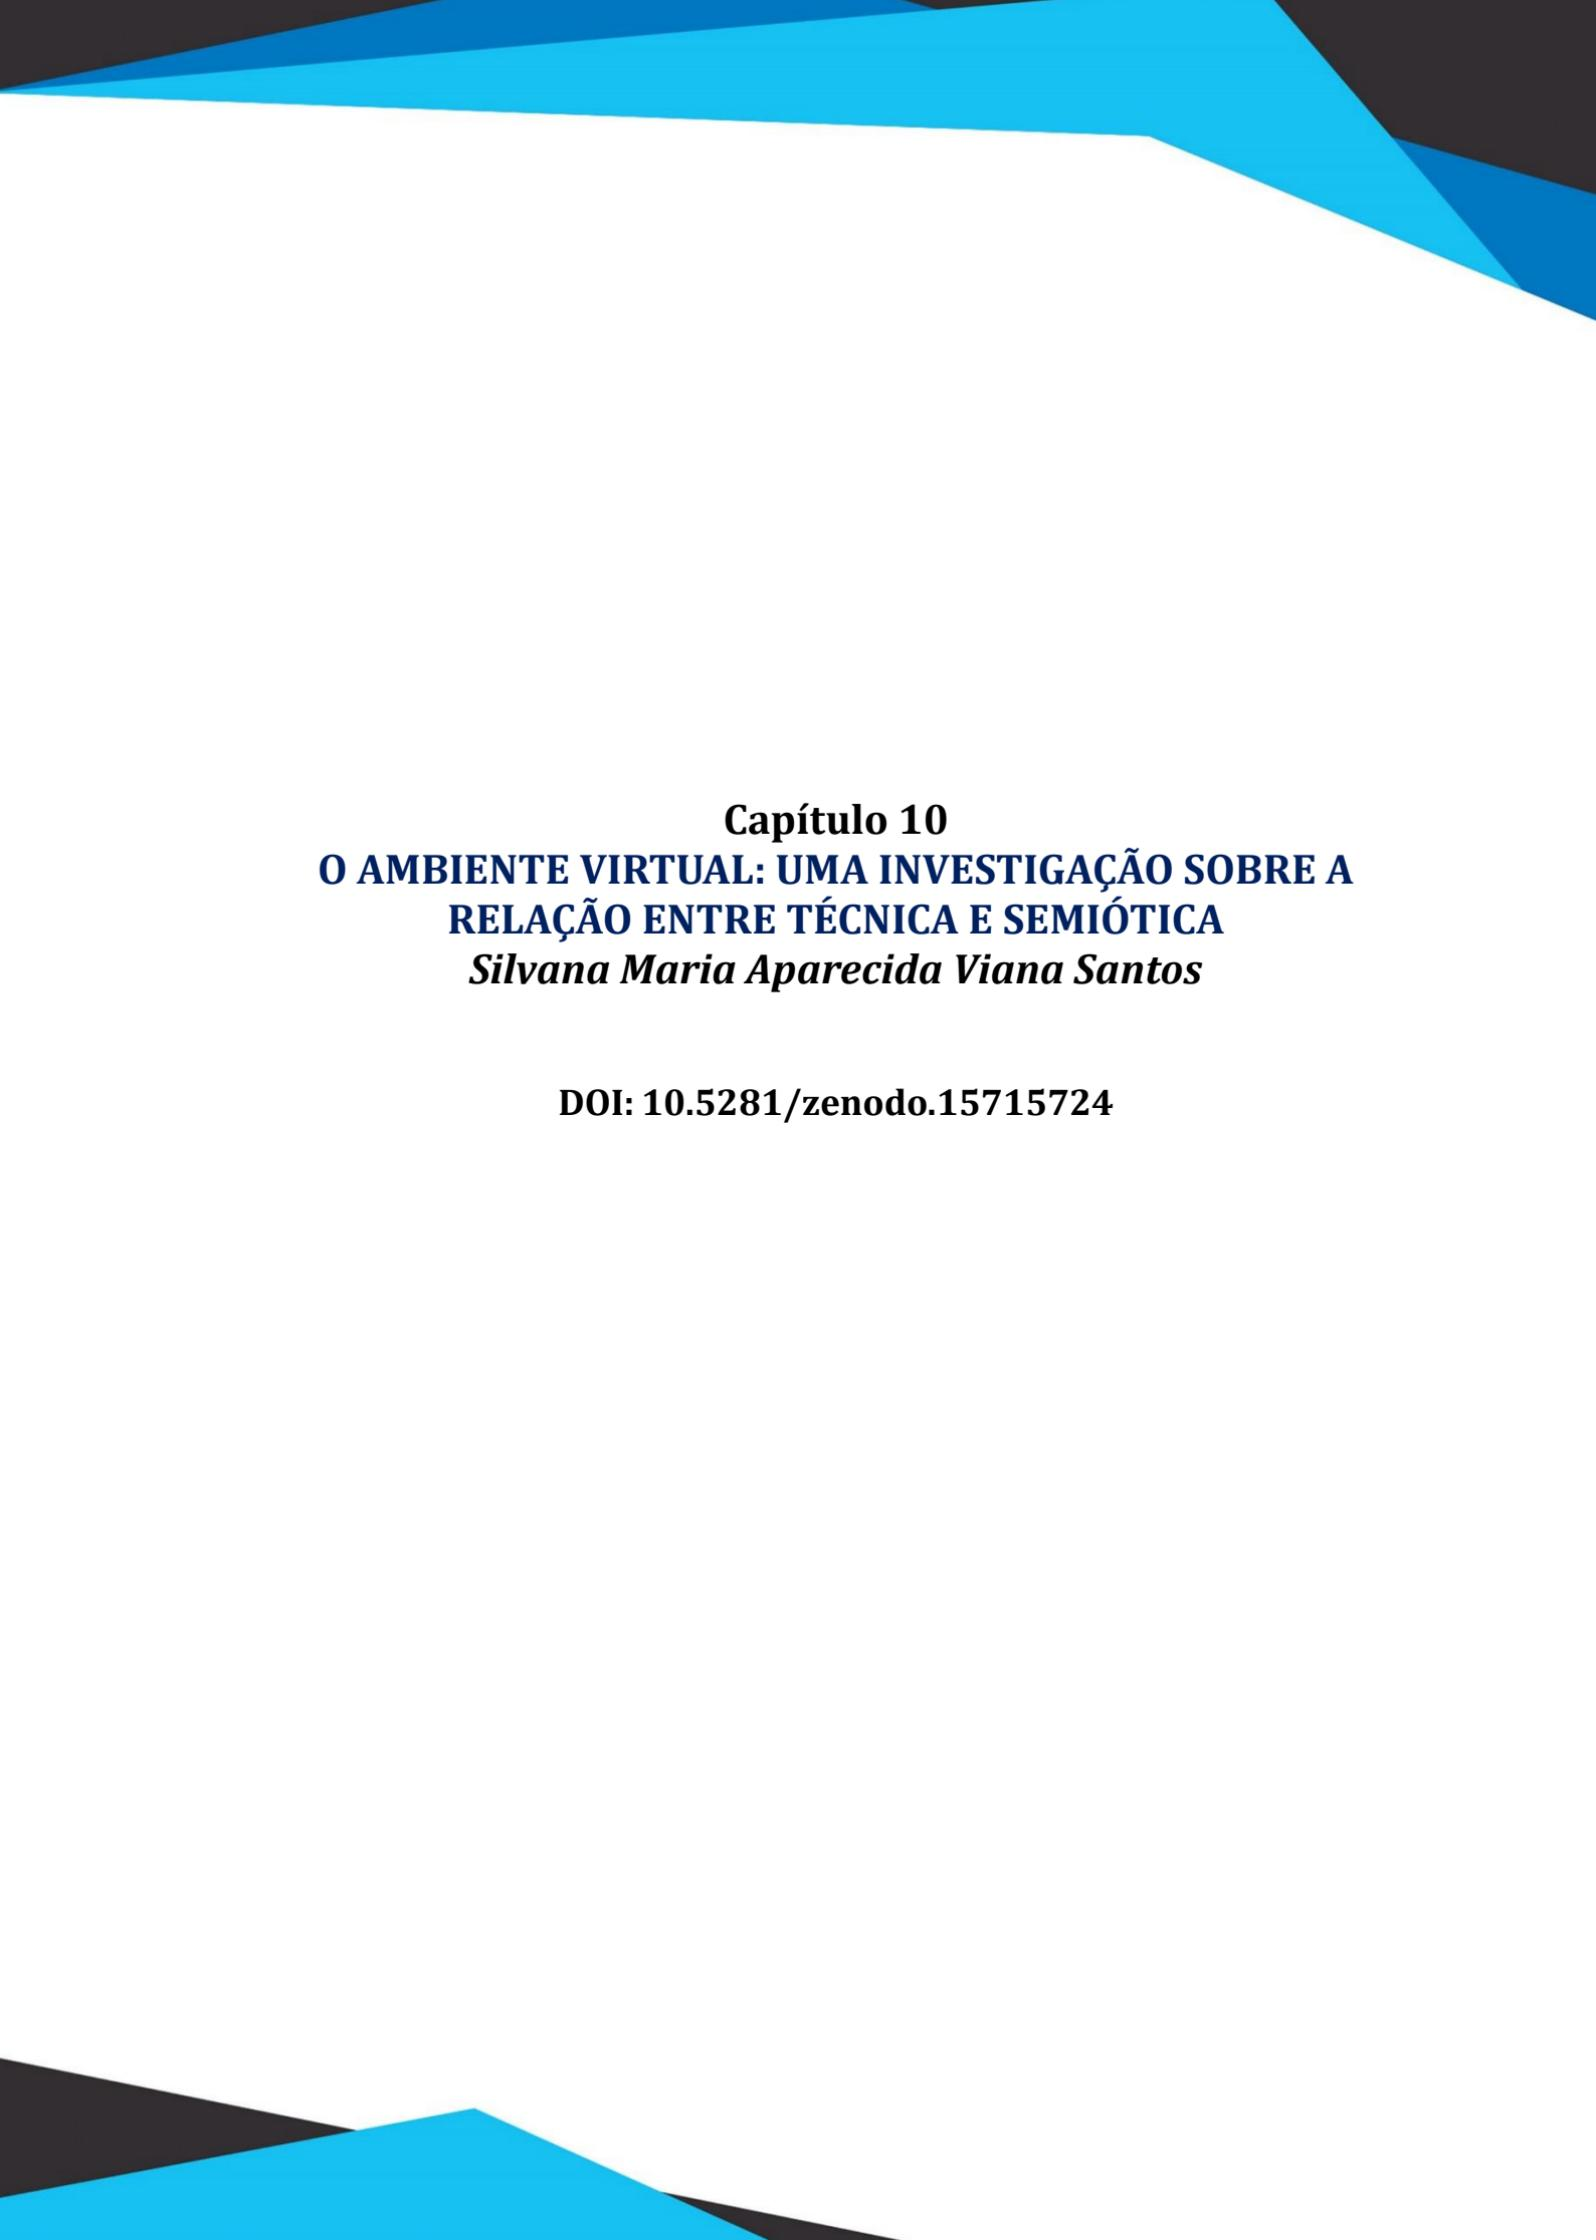 Capítulo 10
O AMBIENTE VIRTUAL: UMA INVESTIGAÇÃO SOBRE A
RELAÇÃO ENTRE TÉCNICA E SEMIÓTICA
Silvana Maria Aparecida Viana Santos
DOI: 10.5281/zenodo.15715724